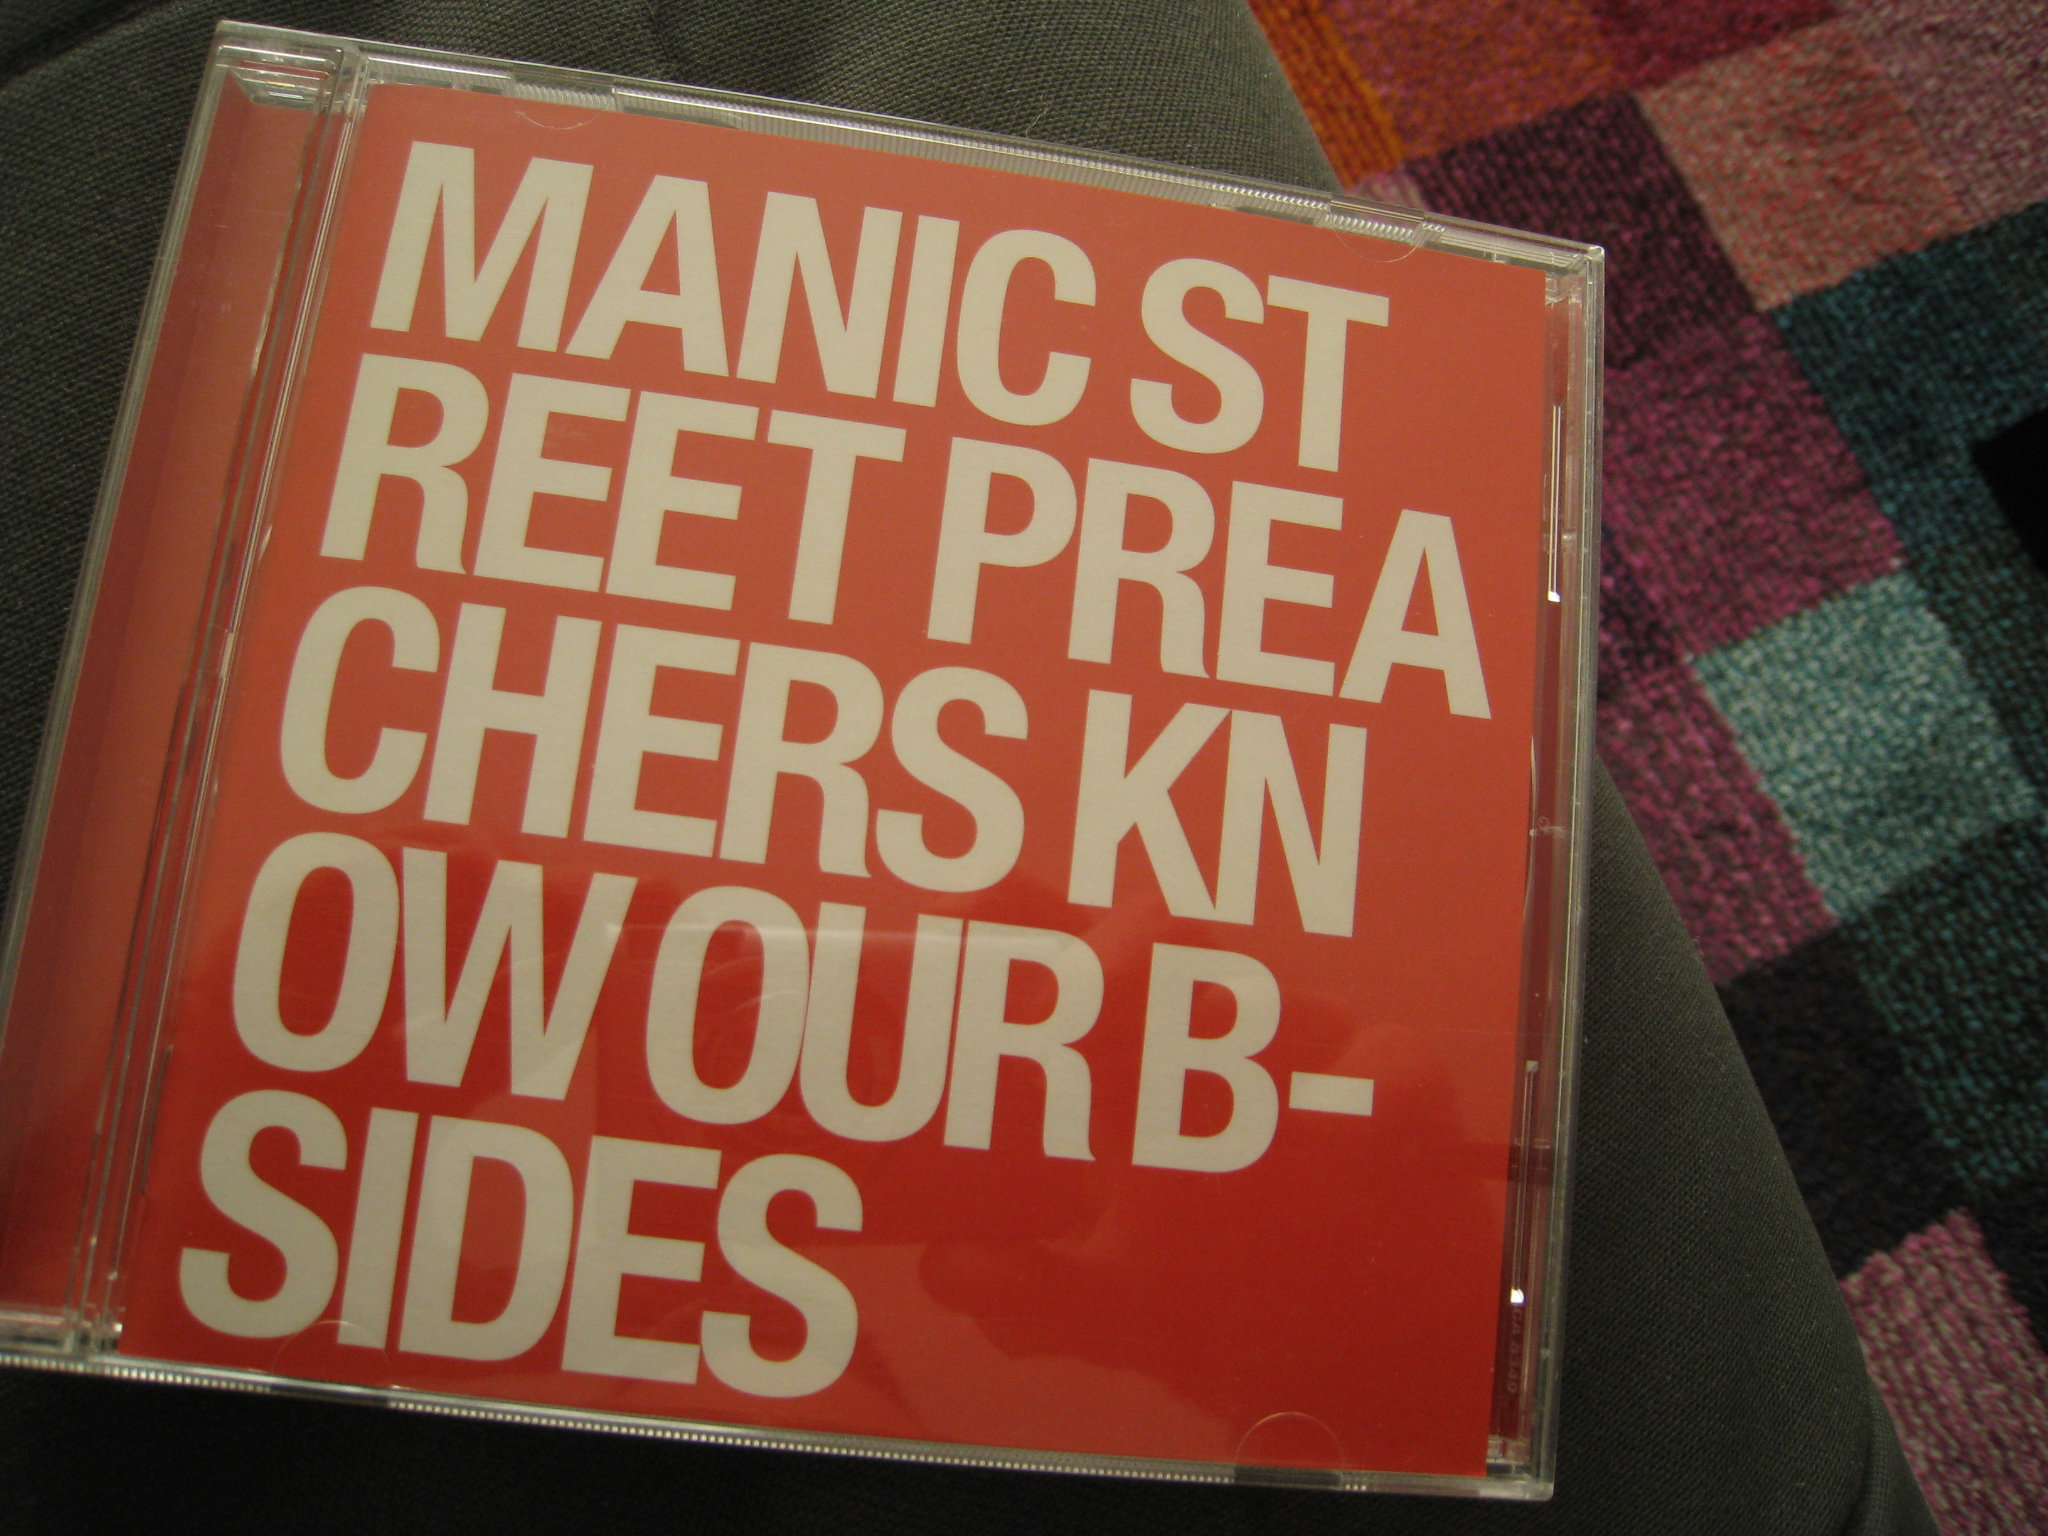 MANIC ST
REET PREA
CHERS KN
OW OUR B-
SIDES